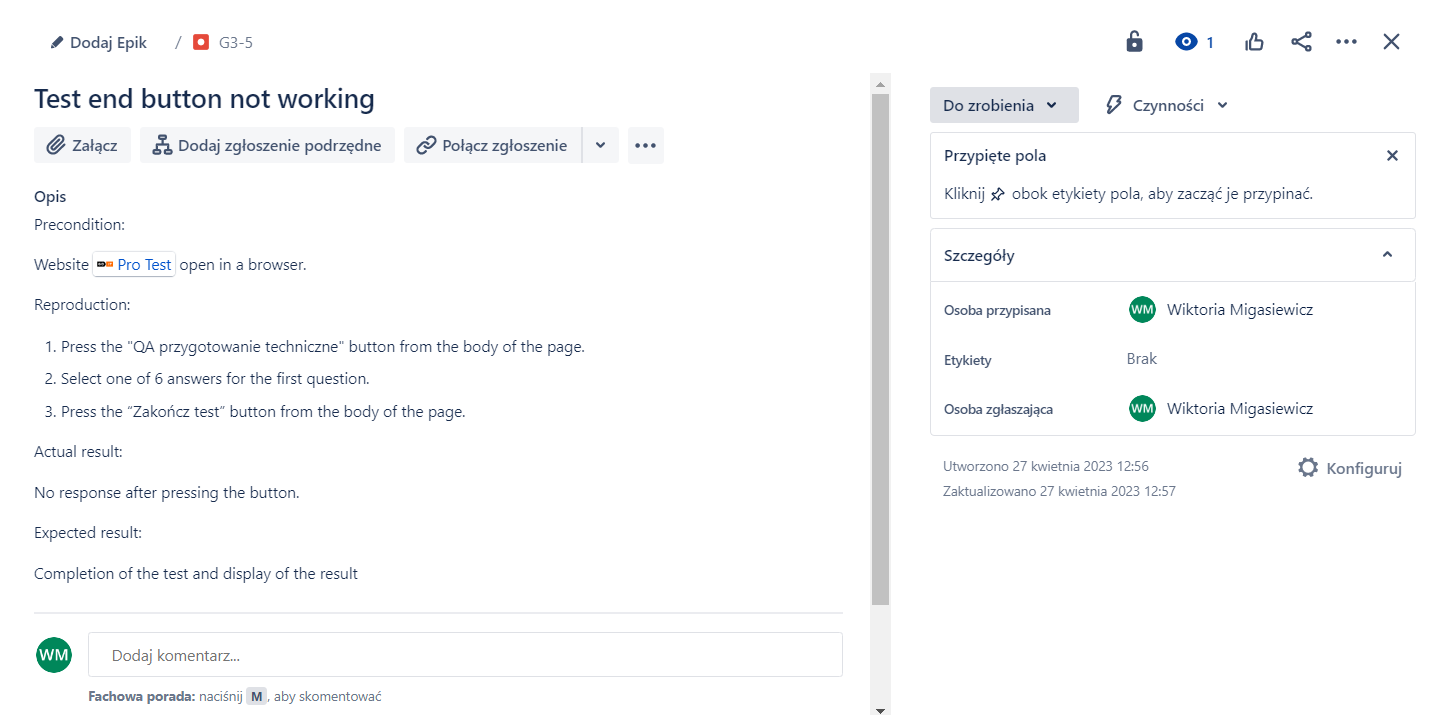 Dodaj Epik / G3-5
1
Test end button not working
Załącz
Dodaj zgłoszenie podrzędne
Połącz zgłoszenie
Opis
Precondition:
Website Pro Test open in a browser.
Reproduction:
1. Press the "QA przygotowanie techniczne" button from the body of the page.
2. Select one of 6 answers for the first question.
3. Press the “Zakończ test” button from the body of the page.
Actual result:
No response after pressing the button.
Expected result:
Completion of the test and display of the result
WM
Dodaj komentarz...
Fachowa porada: naciśnij M, aby skomentować
Do zrobienia
Czynności
Przypięte pola
Kliknij obok etykiety pola, aby zacząć je przypinać.
Szczegóły
Osoba przypisana WM Wiktoria Migasiewicz
Etykiety Brak
Osoba zgłaszająca WM Wiktoria Migasiewicz
Utworzono 27 kwietnia 2023 12:56
Konfiguruj
Zaktualizowano 27 kwietnia 2023 12:57